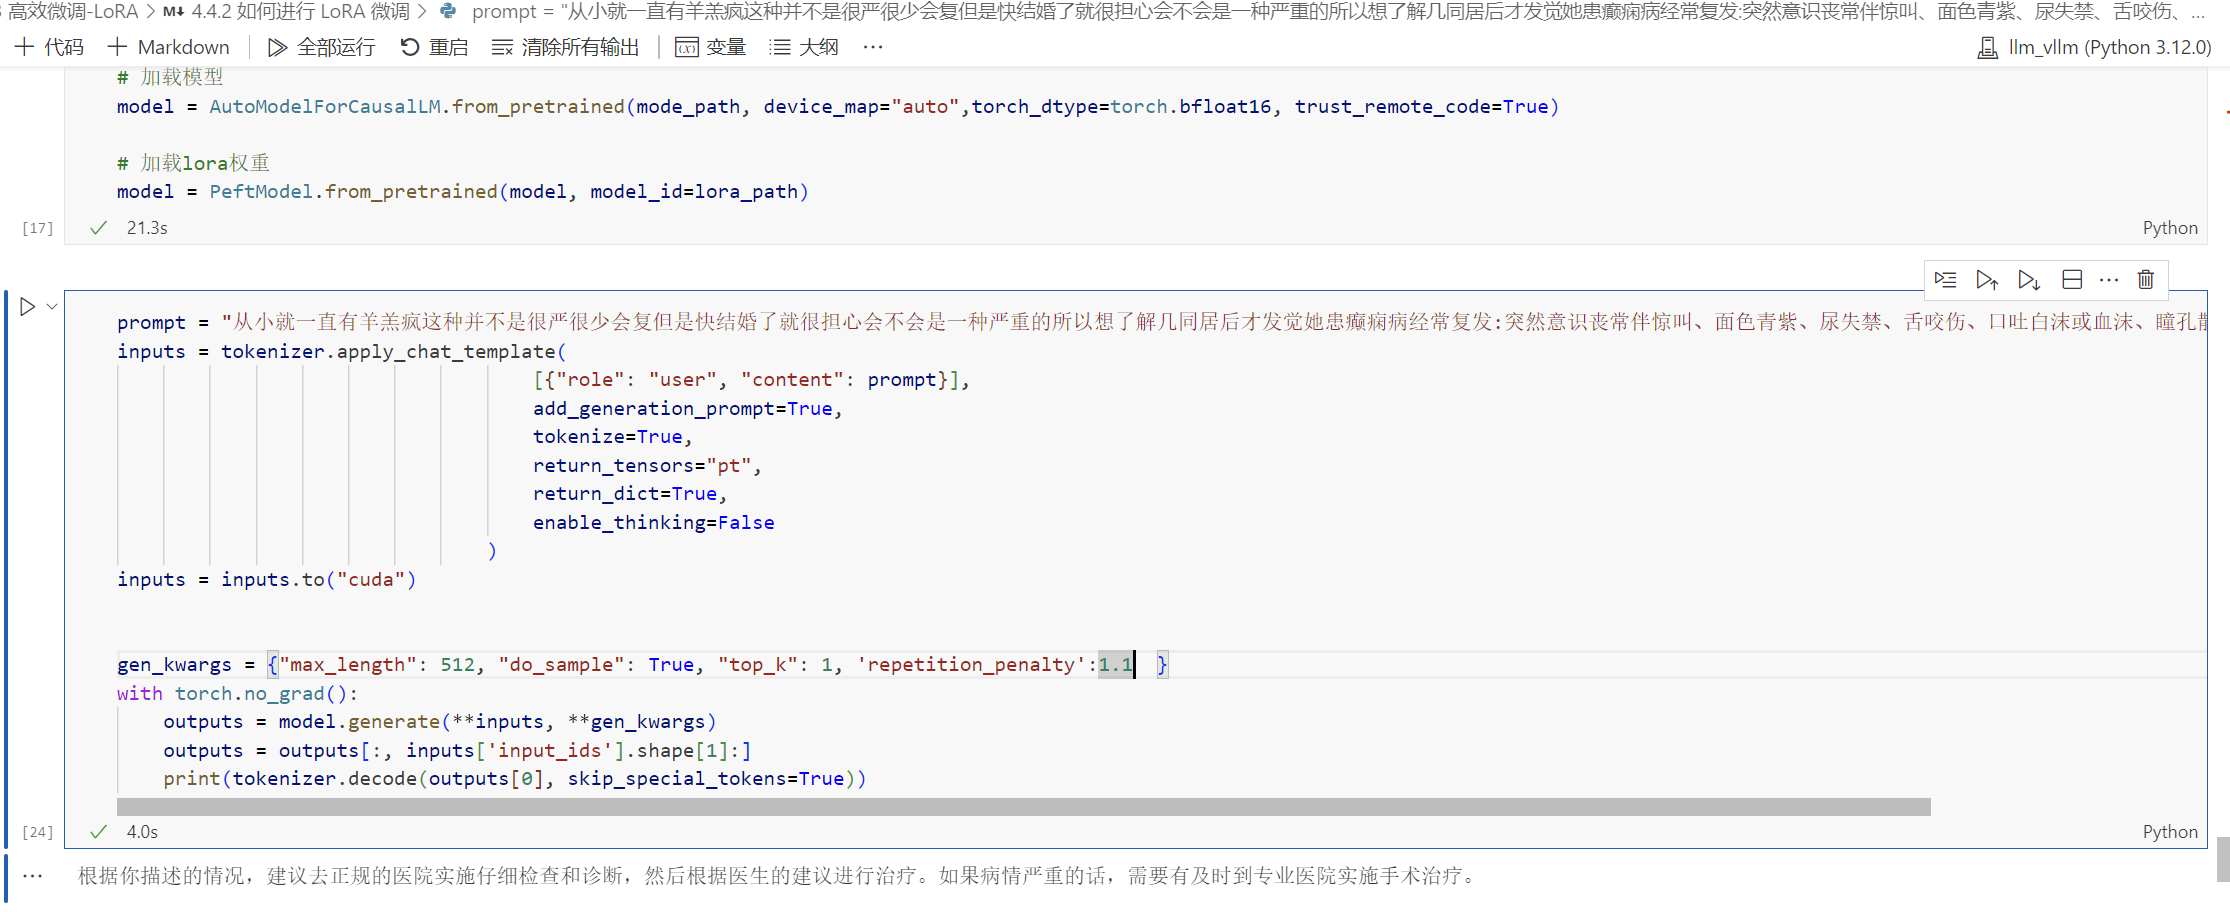 高效微调-LoRA > M↓ 4.4.2 如何进行 LoRA 微调 > prompt = "从小就一直有羊羔疯这种并不是很严很少会复但是快结婚了就很担心会不会是一种严重的所以想了解几同居后才发觉她患癫痫病经常复发:突然意识丧常伴惊叫、面色青紫、尿失禁、舌咬伤、...
代码 Markdown 全部运行 重启 清除所有输出 变量 大纲 ··· llm_vllm (Python 3.12.0)
# 加载模型
model = AutoModelForCausalLM.from_pretrained(mode_path, device_map="auto",torch_dtype=torch.bfloat16, trust_remote_code=True)
# 加载lora权重
model = PeftModel.from_pretrained(model, model_id=lora_path)
[17] 21.3s Python
prompt = "从小就一直有羊羔疯这种并不是很严很少会复但是快结婚了就很担心会不会是一种严重的所以想了解几同居后才发觉她患癫痫病经常复发:突然意识丧常伴惊叫、面色青紫、尿失禁、舌咬伤、口吐白沫或血沫、瞳孔散
inputs = tokenizer.apply_chat_template(
[{"role": "user", "content": prompt}],
add_generation_prompt=True,
tokenize=True,
return_tensors="pt",
return_dict=True,
enable_thinking=False
)
inputs = inputs.to("cuda")
gen_kwargs = {"max_length": 512, "do_sample": True, "top_k": 1, 'repetition_penalty':1.1 }
with torch.no_grad():
outputs = model.generate(**inputs, **gen_kwargs)
outputs = outputs[:, inputs['input_ids'].shape[1]:]
print(tokenizer.decode(outputs[0], skip_special_tokens=True))
[24] 4.0s Python
··· 根据你描述的情况，建议去正规的医院实施仔细检查和诊断，然后根据医生的建议进行治疗。如果病情严重的话，需要有及时到专业医院实施手术治疗。